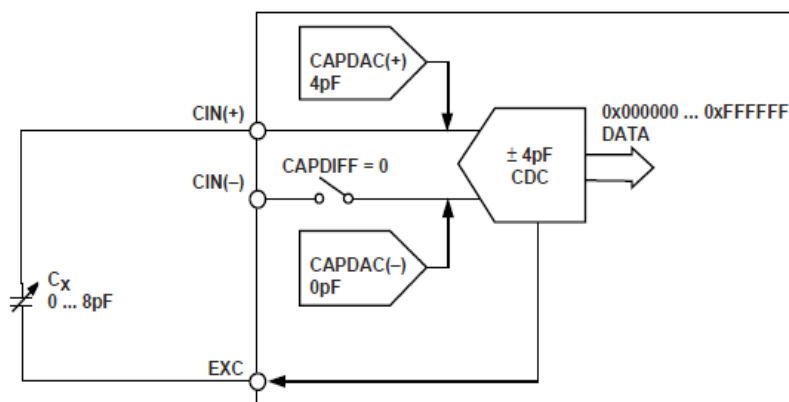 CAPDAC(+)
4pF
CIN(+)
0x000000 ... 0xFFFFFF
DATA
± 4pF
CDC
CAPDIFF = 0
CIN(–)
CAPDAC(–)
0pF
CX
0 ... 8pF
EXC